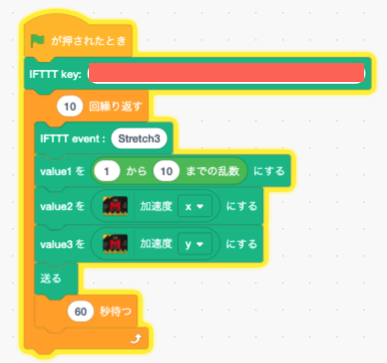 が押されたとき
IFTTT key:
10 回繰り返す
IFTTT event : Stretch3
value1 を 1 から 10 までの乱数 にする
value2 を 加速度 x にする
value3 を 加速度 y にする
送る
60 秒待つ